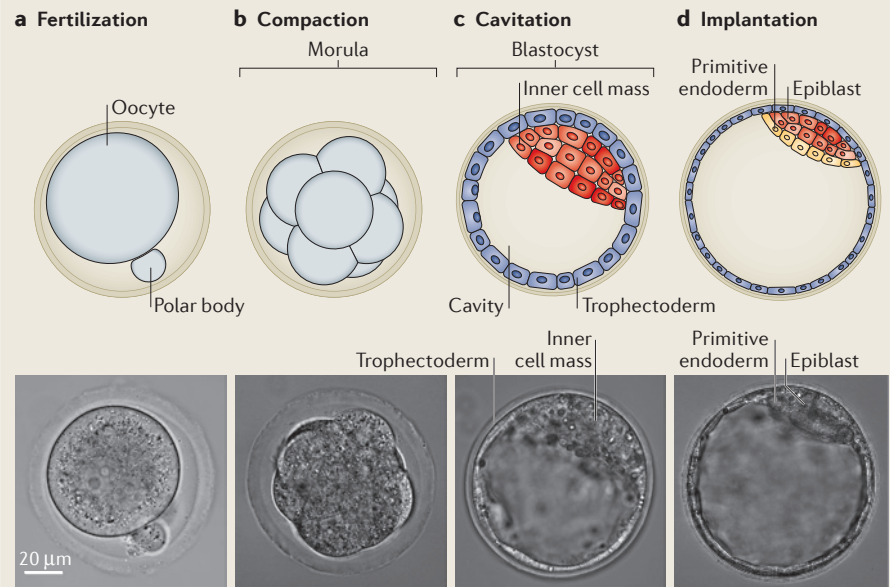 a Fertilization
b Compaction
c Cavitation
d Implantation
Morula
Blastocyst
Oocyte
Inner cell mass
Primitive
endoderm
Epiblast
Polar body
Cavity
Trophectoderm
Trophectoderm
Inner
cell mass
Primitive
endoderm
Epiblast
20 μm